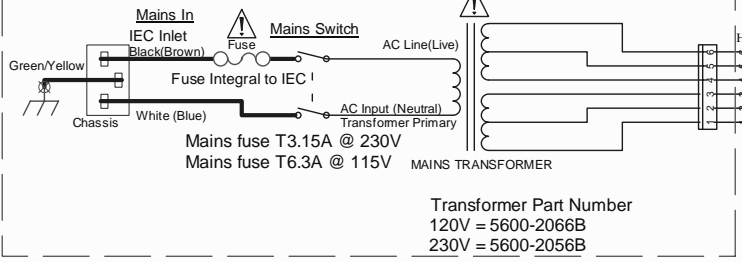 Mains In
IEC Inlet
Black(Brown)
Fuse
Mains Switch
AC Line(Live)
Green/Yellow
Fuse Integral to IEC
Chassis
White (Blue)
AC Input (Neutral)
Transformer Primary
Mains fuse T3.15A @ 230V
Mains fuse T6.3A @ 115V
MAINS TRANSFORMER
6
5
4
3
2
1
H
Transformer Part Number
120V = 5600-2066B
230V = 5600-2056B